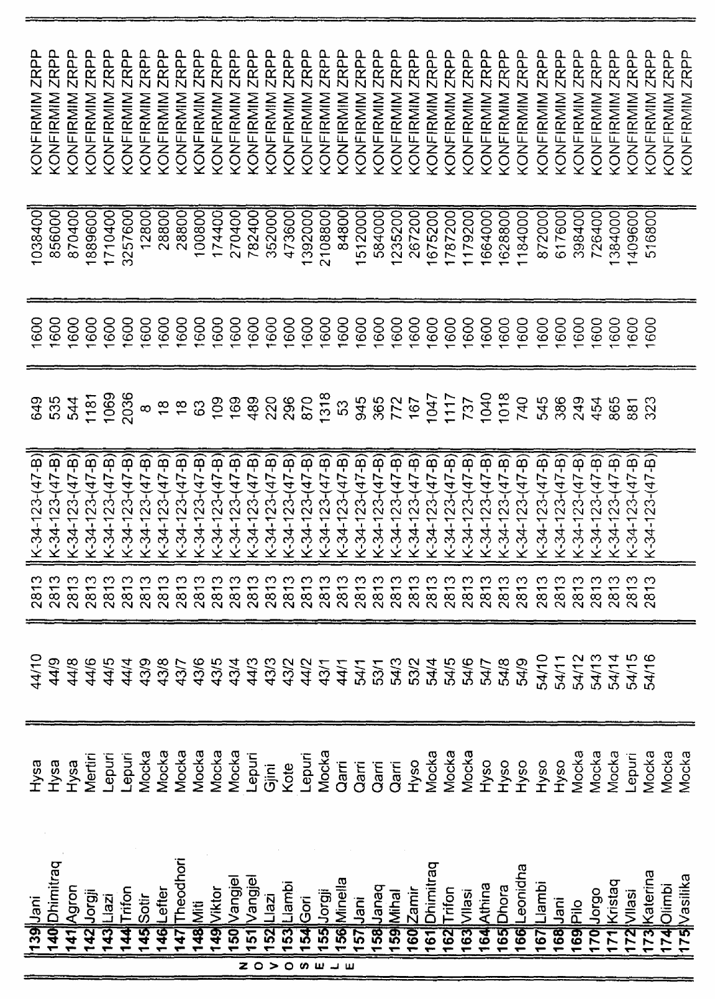 139 Jani Hysa 44/10 2813 K-34-123-(47-B) 649 1600 1038400 KONFIRMIM ZRPP
140 Dhimitraq Hysa 44/9 2813 K-34-123-(47-B) 535 1600 856000 KONFIRMIM ZRPP
141 Agron Hysa 44/8 2813 K-34-123-(47-B) 544 1600 870400 KONFIRMIM ZRPP
142 Jorgji Mertiri 44/6 2813 K-34-123-(47-B) 1181 1600 1889600 KONFIRMIM ZRPP
143 Llazi Lepuri 44/5 2813 K-34-123-(47-B) 1069 1600 1710400 KONFIRMIM ZRPP
144 Trifon Lepuri 44/4 2813 K-34-123-(47-B) 2036 1600 3257600 KONFIRMIM ZRPP
145 Sotir Mocka 43/9 2813 K-34-123-(47-B) 8 1600 12800 KONFIRMIM ZRPP
146 Lefter Mocka 43/8 2813 K-34-123-(47-B) 18 1600 28800 KONFIRMIM ZRPP
147 Theodhori Mocka 43/7 2813 K-34-123-(47-B) 18 1600 28800 KONFIRMIM ZRPP
148 Miti Mocka 43/6 2813 K-34-123-(47-B) 63 1600 100800 KONFIRMIM ZRPP
149 Viktor Mocka 43/5 2813 K-34-123-(47-B) 109 1600 174400 KONFIRMIM ZRPP
150 Vangjel Mocka 43/4 2813 K-34-123-(47-B) 169 1600 270400 KONFIRMIM ZRPP
151 Vangjel Lepuri 44/3 2813 K-34-123-(47-B) 489 1600 782400 KONFIRMIM ZRPP
152 Llazi Gjini 43/3 2813 K-34-123-(47-B) 220 1600 352000 KONFIRMIM ZRPP
153 Llambi Kote 43/2 2813 K-34-123-(47-B) 296 1600 473600 KONFIRMIM ZRPP
154 Gori Lepuri 44/2 2813 K-34-123-(47-B) 870 1600 1392000 KONFIRMIM ZRPP
155 Jorgji Mocka 43/1 2813 K-34-123-(47-B) 1318 1600 2108800 KONFIRMIM ZRPP
156 Minella Qarri 44/1 2813 K-34-123-(47-B) 53 1600 84800 KONFIRMIM ZRPP
157 Jani Qarri 54/1 2813 K-34-123-(47-B) 945 1600 1512000 KONFIRMIM ZRPP
158 Janaq Qarri 53/1 2813 K-34-123-(47-B) 365 1600 584000 KONFIRMIM ZRPP
159 Mihal Qarri 54/3 2813 K-34-123-(47-B) 772 1600 1235200 KONFIRMIM ZRPP
160 Zamir Hyso 53/2 2813 K-34-123-(47-B) 167 1600 267200 KONFIRMIM ZRPP
161 Dhimitraq Mocka 54/4 2813 K-34-123-(47-B) 1047 1600 1675200 KONFIRMIM ZRPP
162 Trifon Mocka 54/5 2813 K-34-123-(47-B) 1117 1600 1787200 KONFIRMIM ZRPP
163 Vllasi Mocka 54/6 2813 K-34-123-(47-B) 737 1600 1179200 KONFIRMIM ZRPP
164 Athina Hyso 54/7 2813 K-34-123-(47-B) 1040 1600 1664000 KONFIRMIM ZRPP
165 Dhora Hyso 54/8 2813 K-34-123-(47-B) 1018 1600 1628800 KONFIRMIM ZRPP
166 Leonidha Hyso 54/9 2813 K-34-123-(47-B) 740 1600 1184000 KONFIRMIM ZRPP
167 Llambi Hyso 54/10 2813 K-34-123-(47-B) 545 1600 872000 KONFIRMIM ZRPP
168 Jani Hyso 54/11 2813 K-34-123-(47-B) 386 1600 617600 KONFIRMIM ZRPP
169 Pilo Mocka 54/12 2813 K-34-123-(47-B) 249 1600 398400 KONFIRMIM ZRPP
170 Jorgo Mocka 54/13 2813 K-34-123-(47-B) 454 1600 726400 KONFIRMIM ZRPP
171 Kristaq Mocka 54/14 2813 K-34-123-(47-B) 865 1600 1384000 KONFIRMIM ZRPP
172 Vllasi Lepuri 54/15 2813 K-34-123-(47-B) 881 1600 1409600 KONFIRMIM ZRPP
173 Katerina Mocka 54/16 2813 K-34-123-(47-B) 323 1600 516800 KONFIRMIM ZRPP
174 Olimbi Mocka KONFIRMIM ZRPP
175 Vasilika Mocka KONFIRMIM ZRPP
NOVOSELE